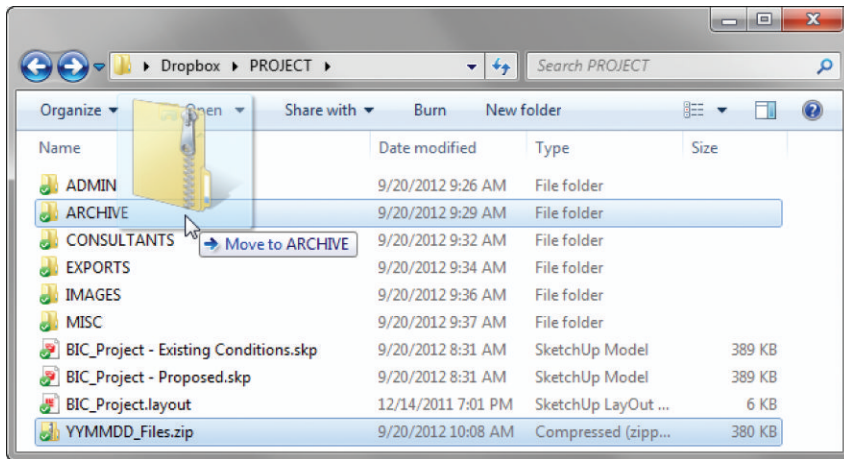 Dropbox PROJECT Search PROJECT
Organize Open Share with Burn New folder
Name Date modified Type Size
ADMIN 9/20/2012 9:26 AM File folder
ARCHIVE 9/20/2012 9:29 AM File folder
CONSULTANTS 9/20/2012 9:32 AM File folder
Move to ARCHIVE
EXPORTS 9/20/2012 9:34 AM File folder
IMAGES 9/20/2012 9:36 AM File folder
MISC 9/20/2012 9:37 AM File folder
BIC_Project - Existing Conditions.skp 9/20/2012 8:31 AM SketchUp Model 389 KB
BIC_Project - Proposed.skp 9/20/2012 8:31 AM SketchUp Model 389 KB
BIC_Project.layout 12/14/2011 7:01 PM SketchUp LayOut ... 6 KB
YYMMDD_Files.zip 9/20/2012 10:08 AM Compressed (zipp... 380 KB